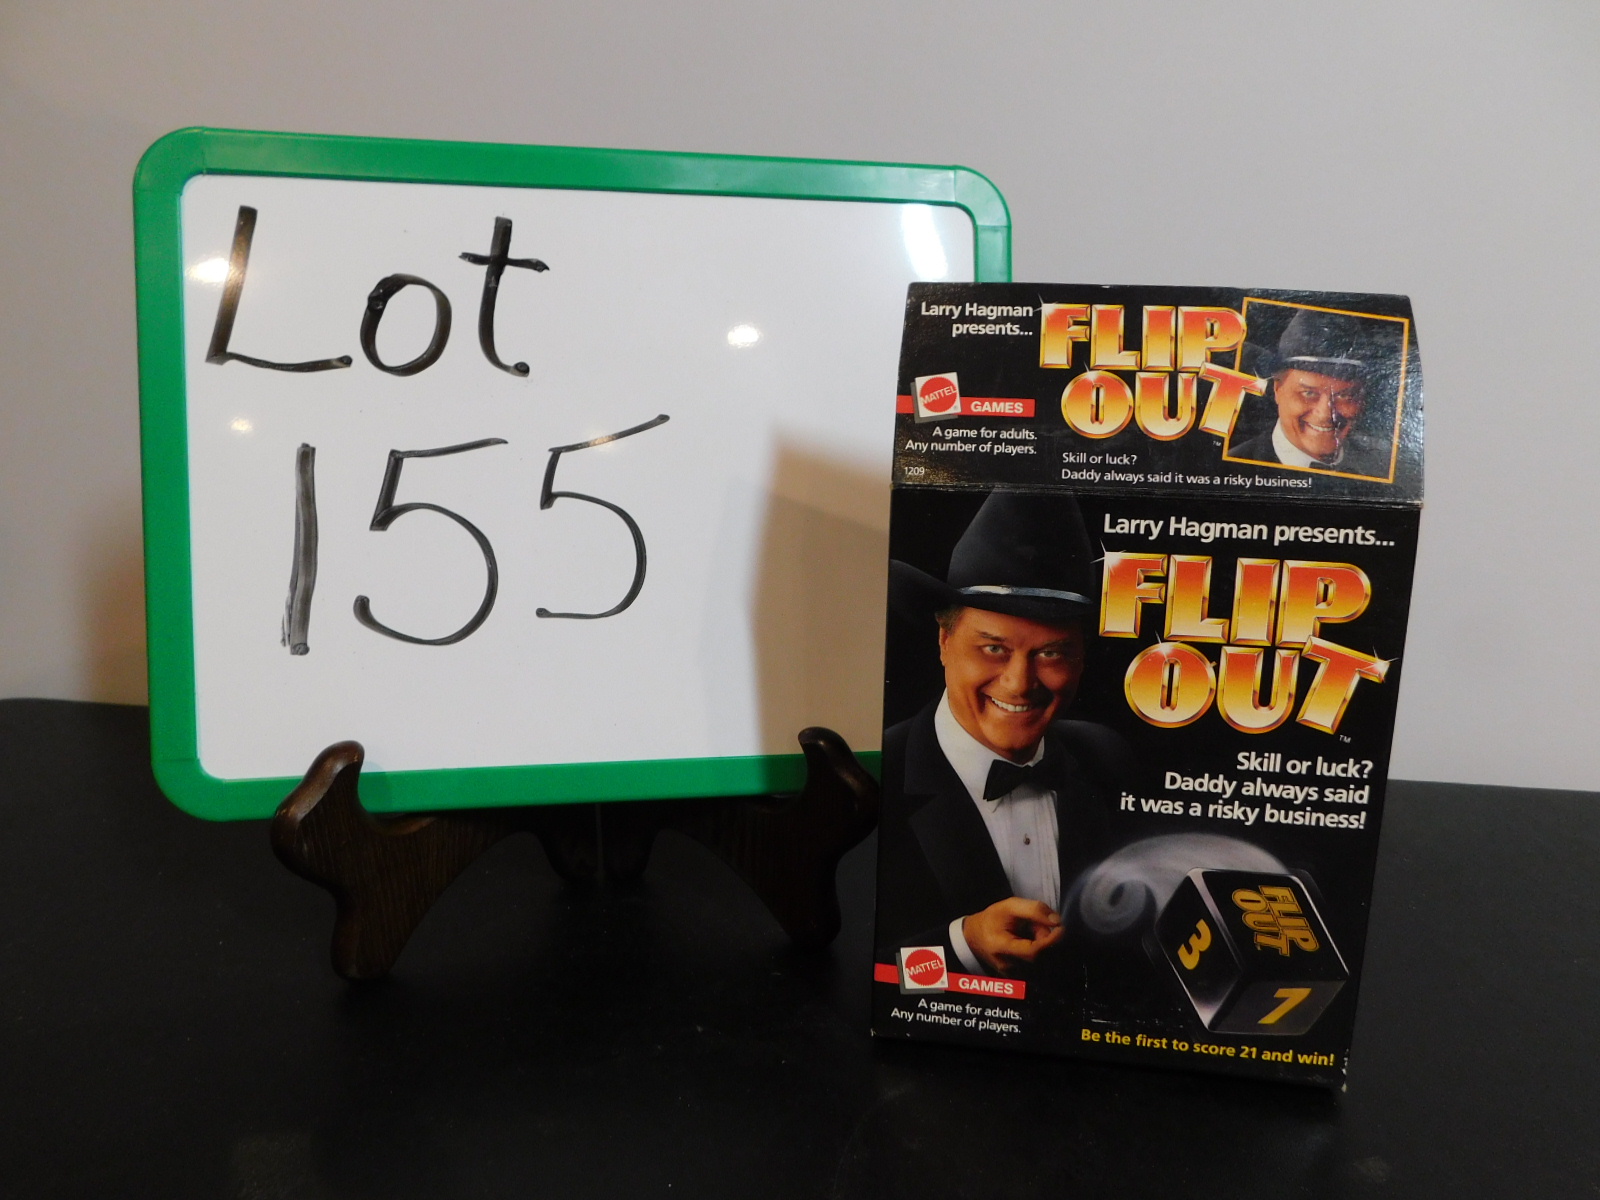 Lot
155
Larry Hagman
presents...
FLIP
OUT
™
MATTEL
GAMES
A game for adults.
Any number of players.
1209
Skill or luck?
Daddy always said it was a risky business!
Larry Hagman presents...
FLIP
OUT
™
Skill or luck?
Daddy always said
it was a risky business!
FLIP
OUT
3
7
MATTEL
GAMES
A game for adults.
Any number of players.
Be the first to score 21 and win!